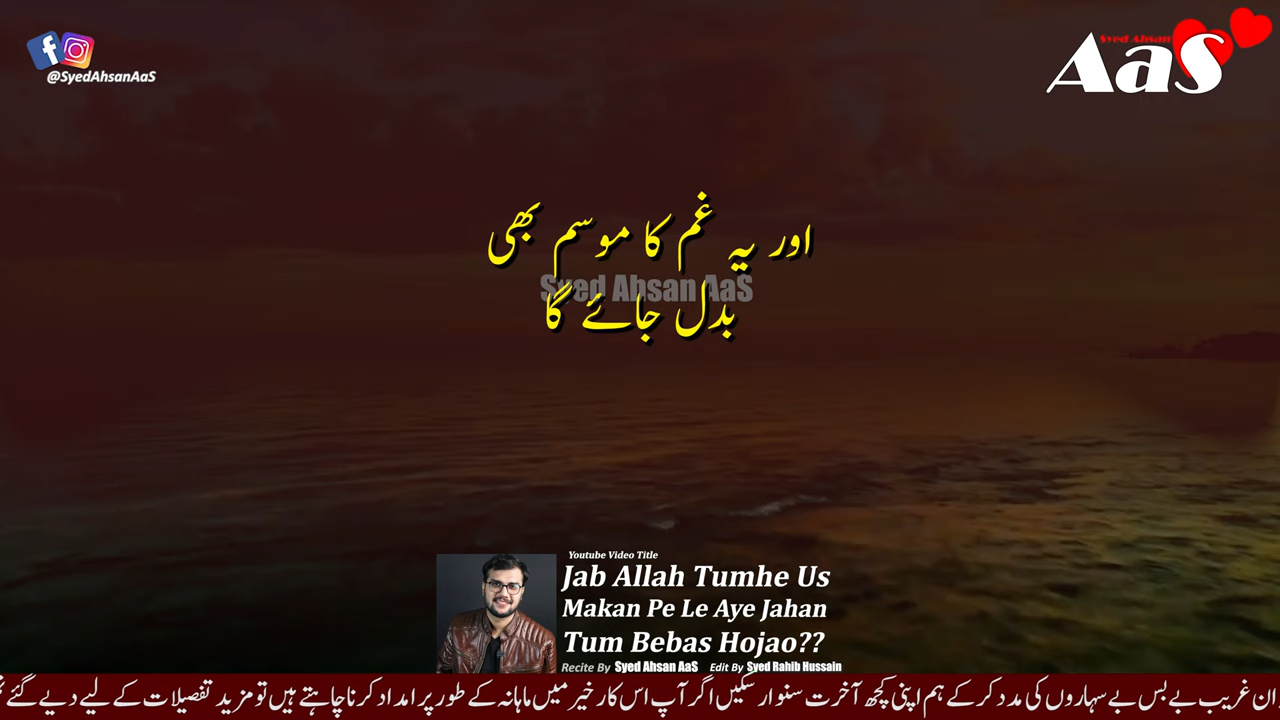 @SyedAhsanAaS
Syed Ahsan
AaS
اور یہ غم کا موسم بھی
Syed Ahsan AaS
بدل جائے گا
Youtube Video Title
Jab Allah Tumhe Us
Makan Pe Le Aye Jahan
Tum Bebas Hojao??
Recite By Syed Ahsan AaS Edit By Syed Rahib Hussain
ان غریب بے بس بے سہاروں کی مدد کر کے ہم اپنی کچھ آخرت سنوار سکیں اگر آپ اس کار خیر میں ماہانہ کے طور پر امداد کرنا چاہتے ہیں تو مزید تفصیلات کے لیے دیے گئے